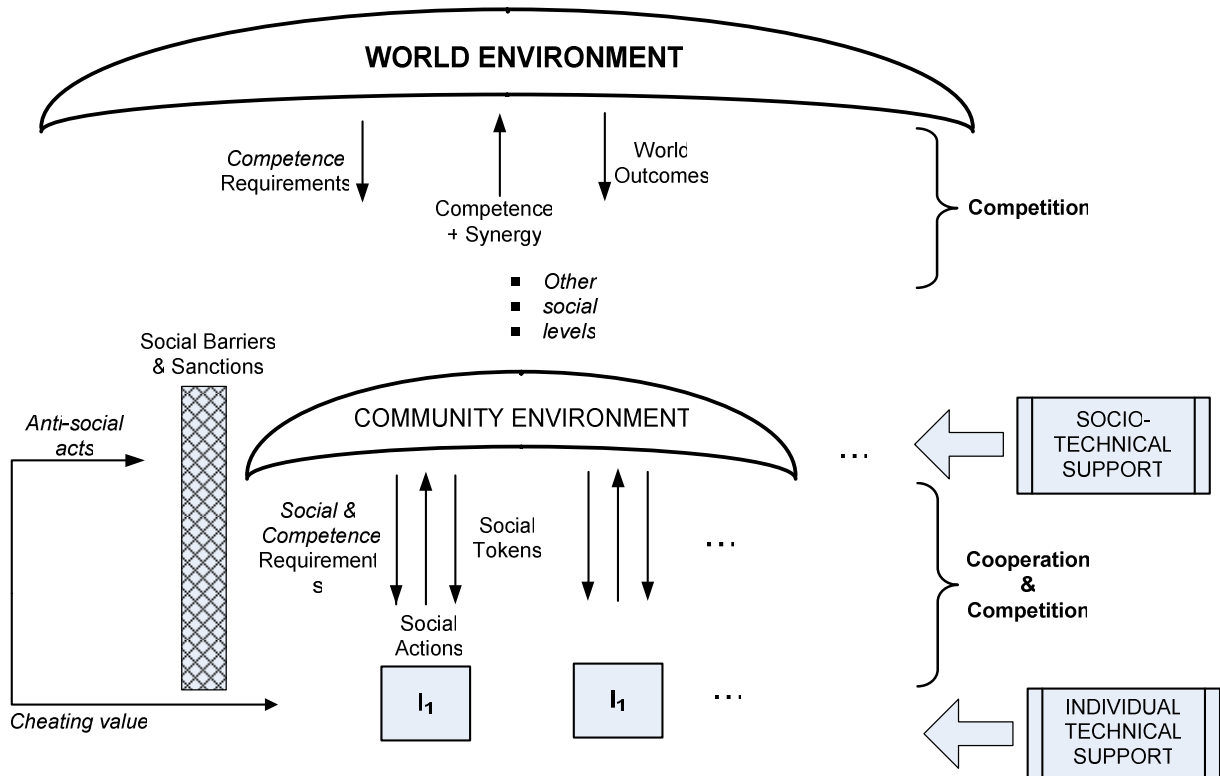 WORLD ENVIRONMENT
Competence
Requirements
Competence
+ Synergy
World
Outcomes
Competition
Other
social
levels
Social Barriers
& Sanctions
Anti-social
acts
COMMUNITY ENVIRONMENT
...
SOCIO-
TECHNICAL
SUPPORT
Social &
Competence
Requirement
s
Social
Tokens
...
Cooperation
&
Competition
Social
Actions
I1
I1
...
Cheating value
INDIVIDUAL
TECHNICAL
SUPPORT